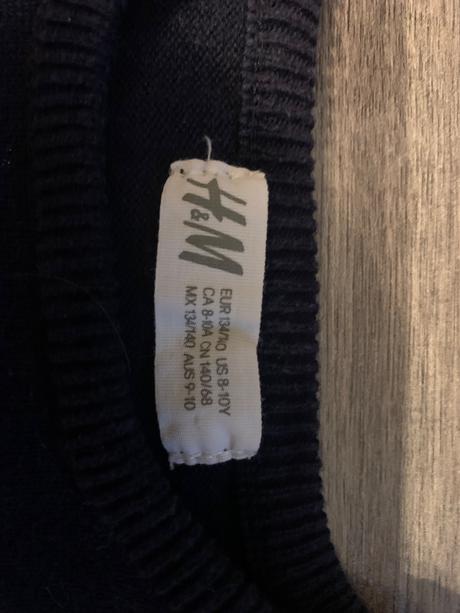 H&M
EUR 134/140 US 8-10Y
CA 8-10A CN 140/68
MX 134/140 AUS 9-10